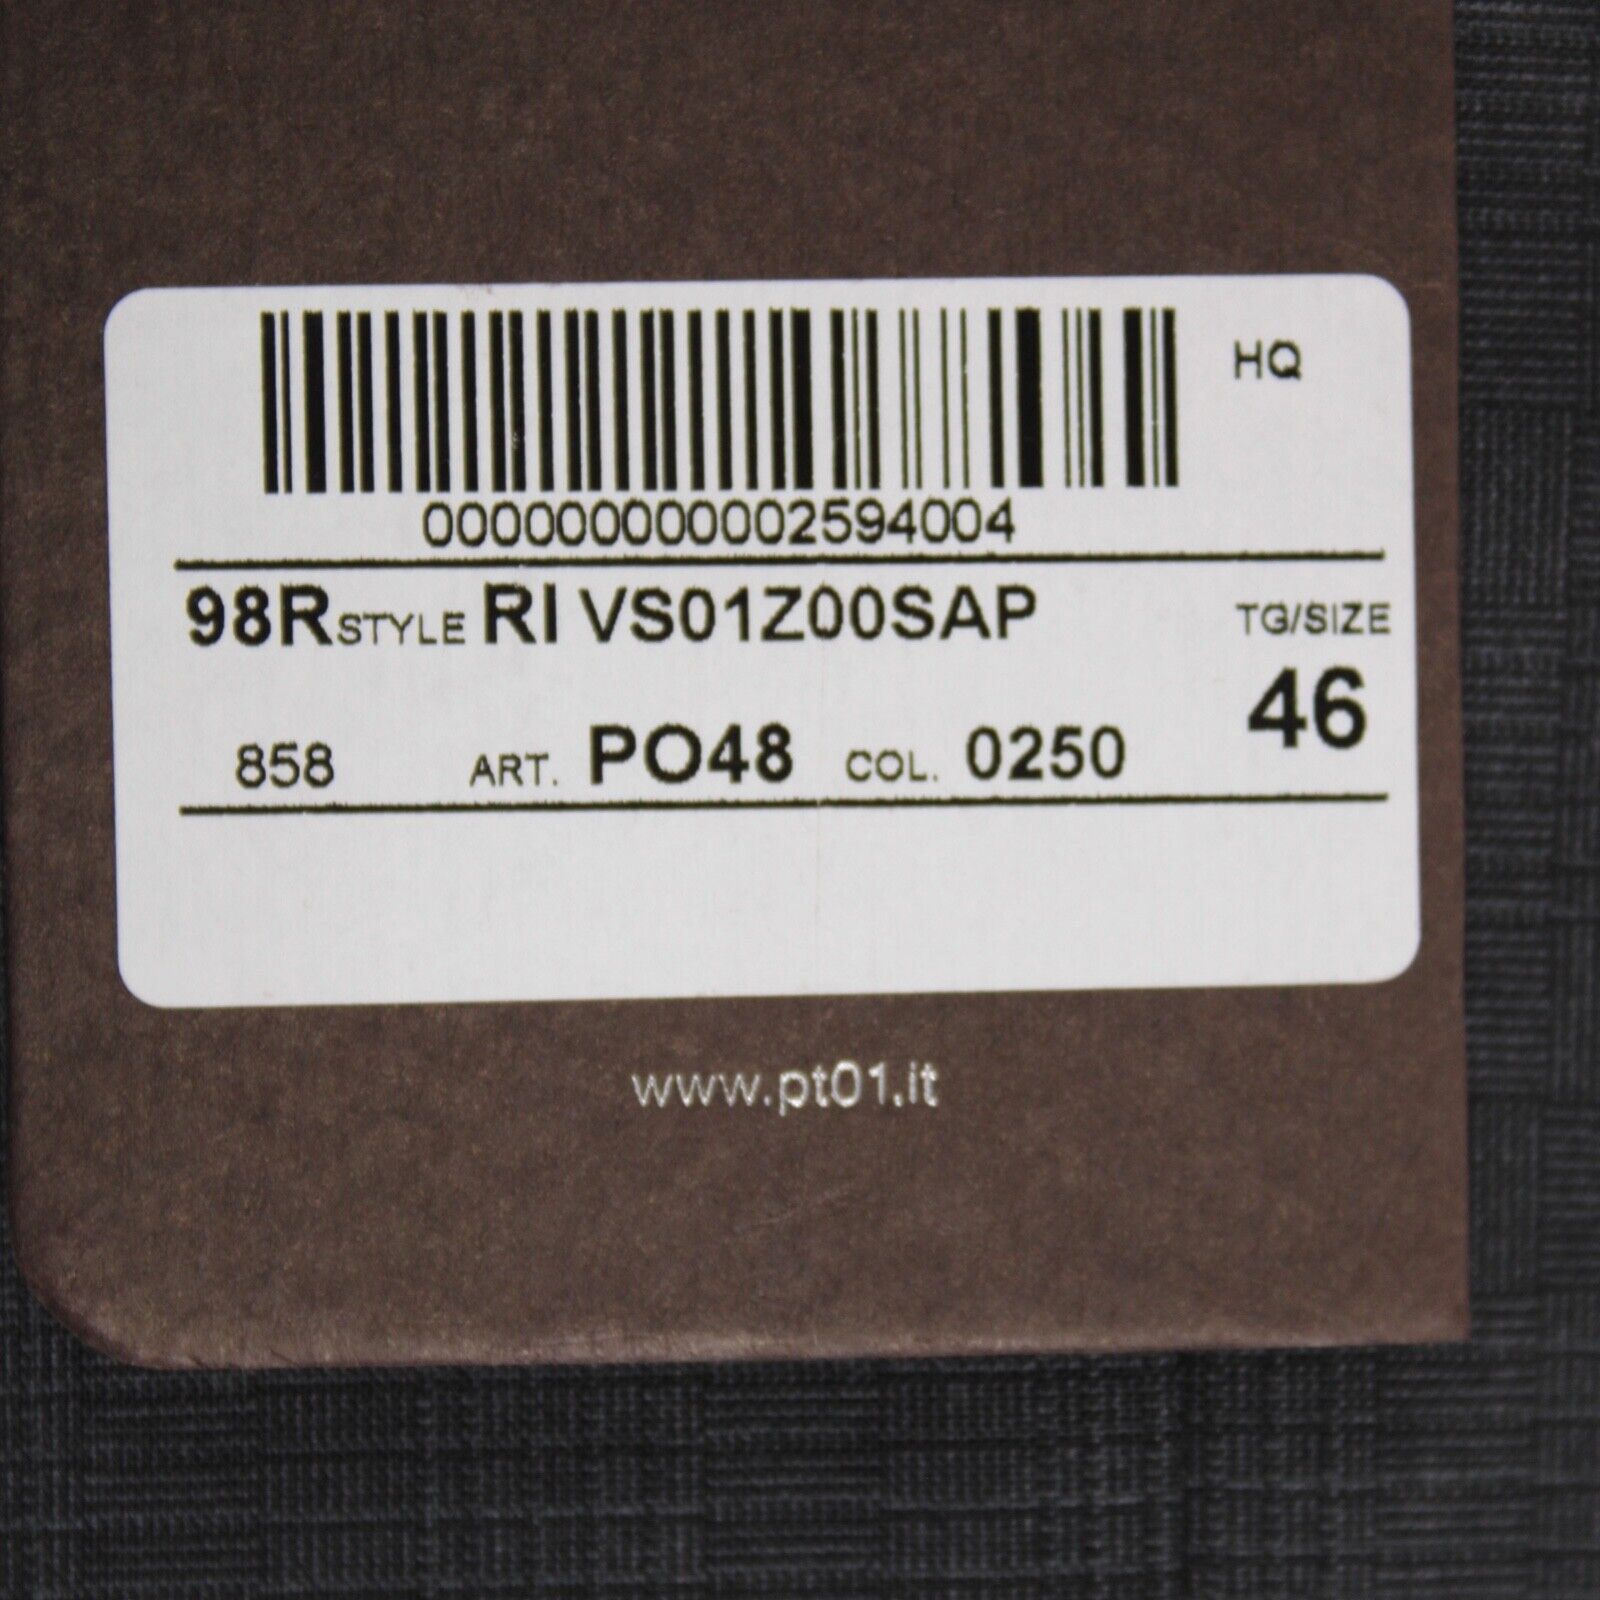 HQ
000000000002594004
98R STYLE RI VS01Z00SAP TG/SIZE
46
858 ART. PO48 COL. 0250
www.pt01.it